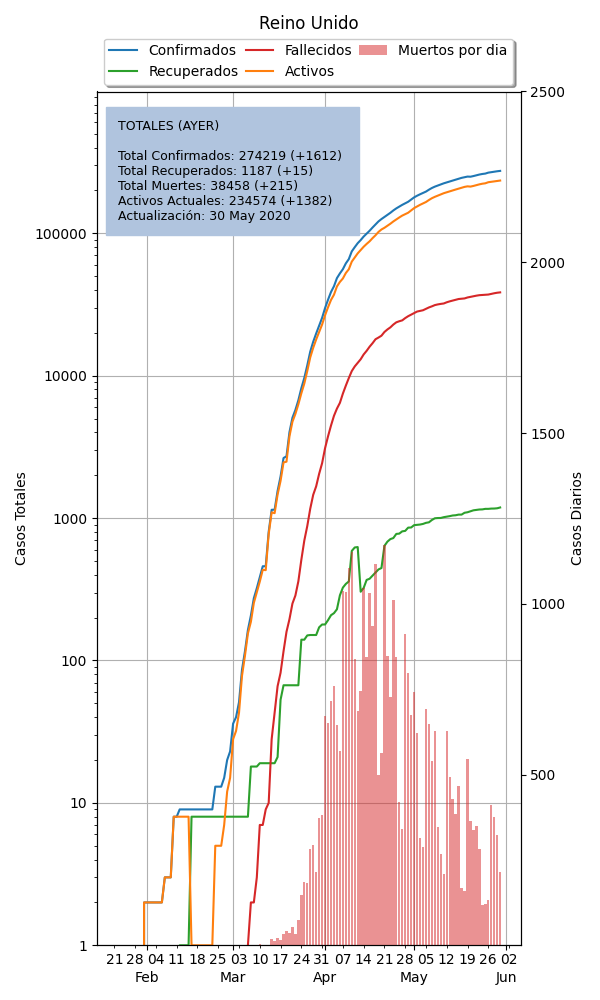 Reino Unido
Confirmados Fallecidos Muertos por dia
Recuperados Activos
TOTALES (AYER)
Total Confirmados: 274219 (+1612)
Total Recuperados: 1187 (+15)
Total Muertes: 38458 (+215)
Activos Actuales: 234574 (+1382)
Actualización: 30 May 2020
Casos Totales
100000
10000
1000
100
10
1
2500
2000
1500
1000
500
Casos Diarios
21 28 04 11 18 25 03 10 17 24 31 07 14 21 28 05 12 19 26 02
Feb Mar Apr May Jun